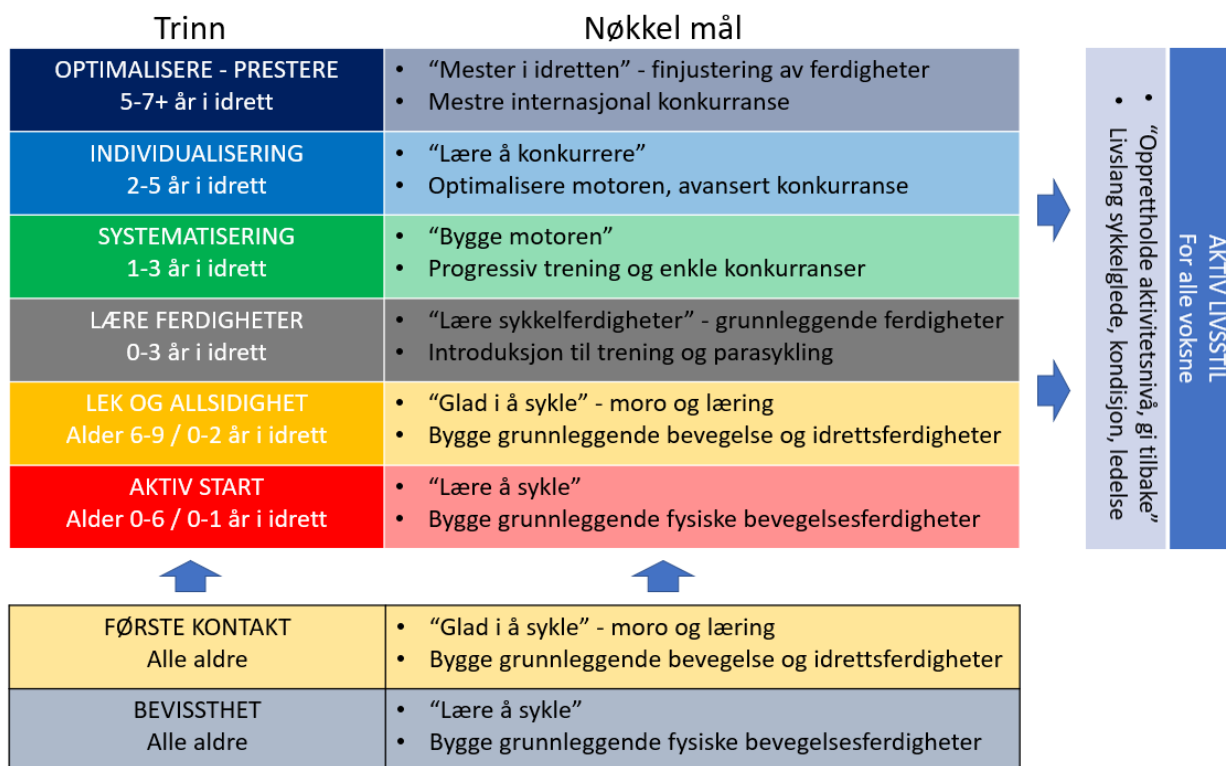 Trinn
Nøkkel mål
OPTIMALISERE - PRESTERE
5-7+ år i idrett
• “Mester i idretten” - finjustering av ferdigheter
• Mestre internasjonal konkurranse
INDIVIDUALISERING
2-5 år i idrett
• “Lære å konkurrere”
• Optimalisere motoren, avansert konkurranse
SYSTEMATISERING
1-3 år i idrett
• “Bygge motoren”
• Progressiv trening og enkle konkurranser
LÆRE FERDIGHETER
0-3 år i idrett
• “Lære sykkelferdigheter” - grunnleggende ferdigheter
• Introduksjon til trening og parasykling
LEK OG ALLSIDIGHET
Alder 6-9 / 0-2 år i idrett
• “Glad i å sykle” - moro og læring
• Bygge grunnleggende bevegelse og idrettsferdigheter
AKTIV START
Alder 0-6 / 0-1 år i idrett
• “Lære å sykle”
• Bygge grunnleggende fysiske bevegelsesferdigheter
FØRSTE KONTAKT
Alle aldre
• “Glad i å sykle” - moro og læring
• Bygge grunnleggende bevegelse og idrettsferdigheter
BEVISSTHET
Alle aldre
• “Lære å sykle”
• Bygge grunnleggende fysiske bevegelsesferdigheter
AKTIV LIVSSTIL
For alle voksne
• “Opprettholde aktivitetsnivå, gi tilbake”
• Livslang sykkelglede, kondisjon, ledelse